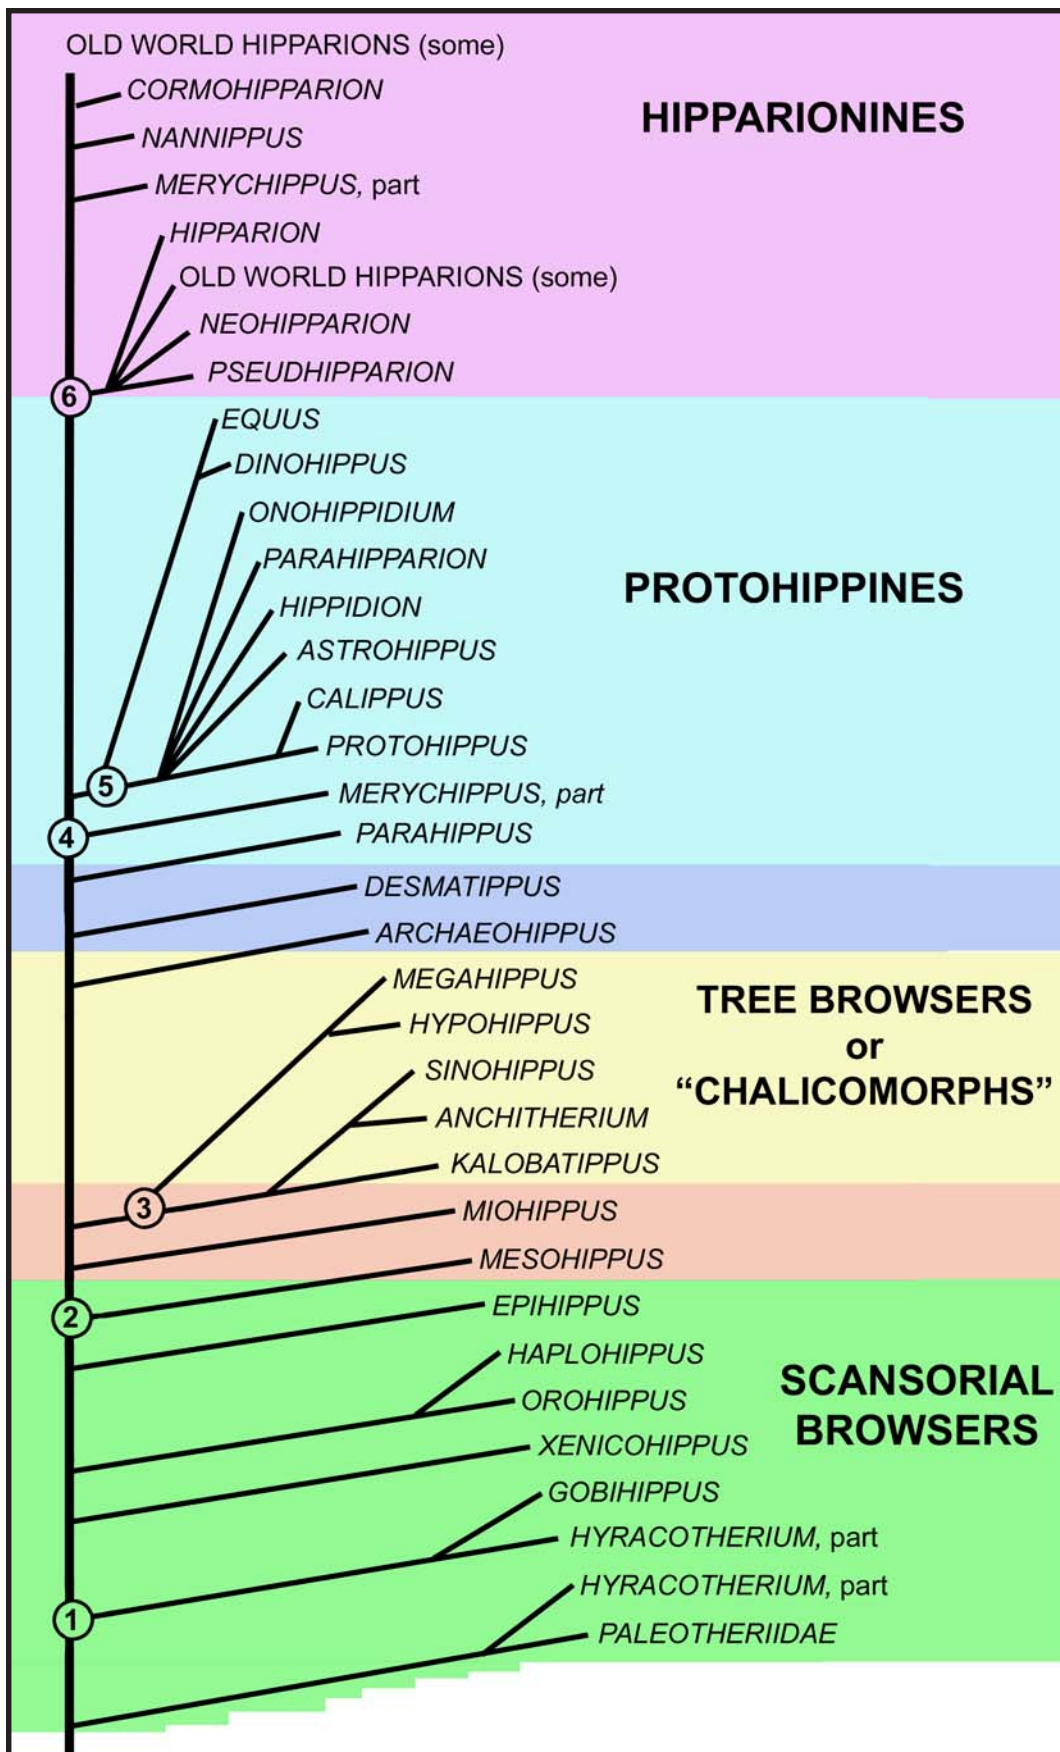 OLD WORLD HIPPARIONS (some)
CORMOHIPPARION
HIPPARIONINES
NANNIPPUS
MERYCHIPPUS, part
HIPPARION
OLD WORLD HIPPARIONS (some)
NEOHIPPARION
PSEUDHIPPARION
6
EQUUS
DINOHIPPUS
ONOHIPPIDIUM
PARAHIPPARION
PROTOHIPPINES
HIPPIDION
ASTROHIPPUS
CALIPPUS
PROTOHIPPUS
5
MERYCHIPPUS, part
4
PARAHIPPUS
DESMATIPPUS
ARCHAEOHIPPUS
MEGAHIPPUS
TREE BROWSERS
or
“CHALICOMORPHS”
HYPOHIPPUS
SINOHIPPUS
ANCHITHERIUM
KALOBATIPPUS
3
MIOHIPPUS
MESOHIPPUS
2
EPIHIPPUS
HAPLOHIPPUS
SCANSORIAL
BROWSERS
OROHIPPUS
XENICOHIPPUS
GOBIHIPPUS
HYRACOTHERIUM, part
HYRACOTHERIUM, part
1
PALEOTHERIIDAE